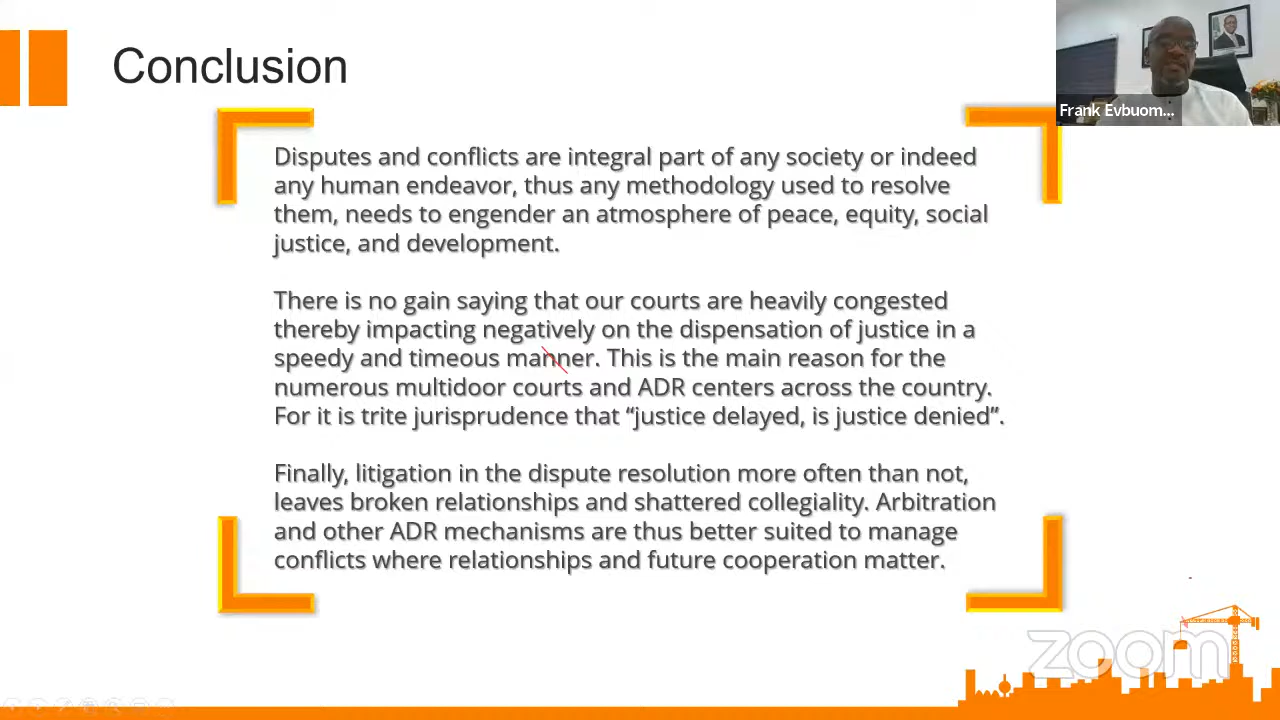 Conclusion
Frank Evbuom...
Disputes and conflicts are integral part of any society or indeed
any human endeavor, thus any methodology used to resolve
them, needs to engender an atmosphere of peace, equity, social
justice, and development.
There is no gain saying that our courts are heavily congested
thereby impacting negatively on the dispensation of justice in a
speedy and timeous manner. This is the main reason for the
numerous multidoor courts and ADR centers across the country.
For it is trite jurisprudence that “justice delayed, is justice denied”.
Finally, litigation in the dispute resolution more often than not,
leaves broken relationships and shattered collegiality. Arbitration
and other ADR mechanisms are thus better suited to manage
conflicts where relationships and future cooperation matter.
zoom